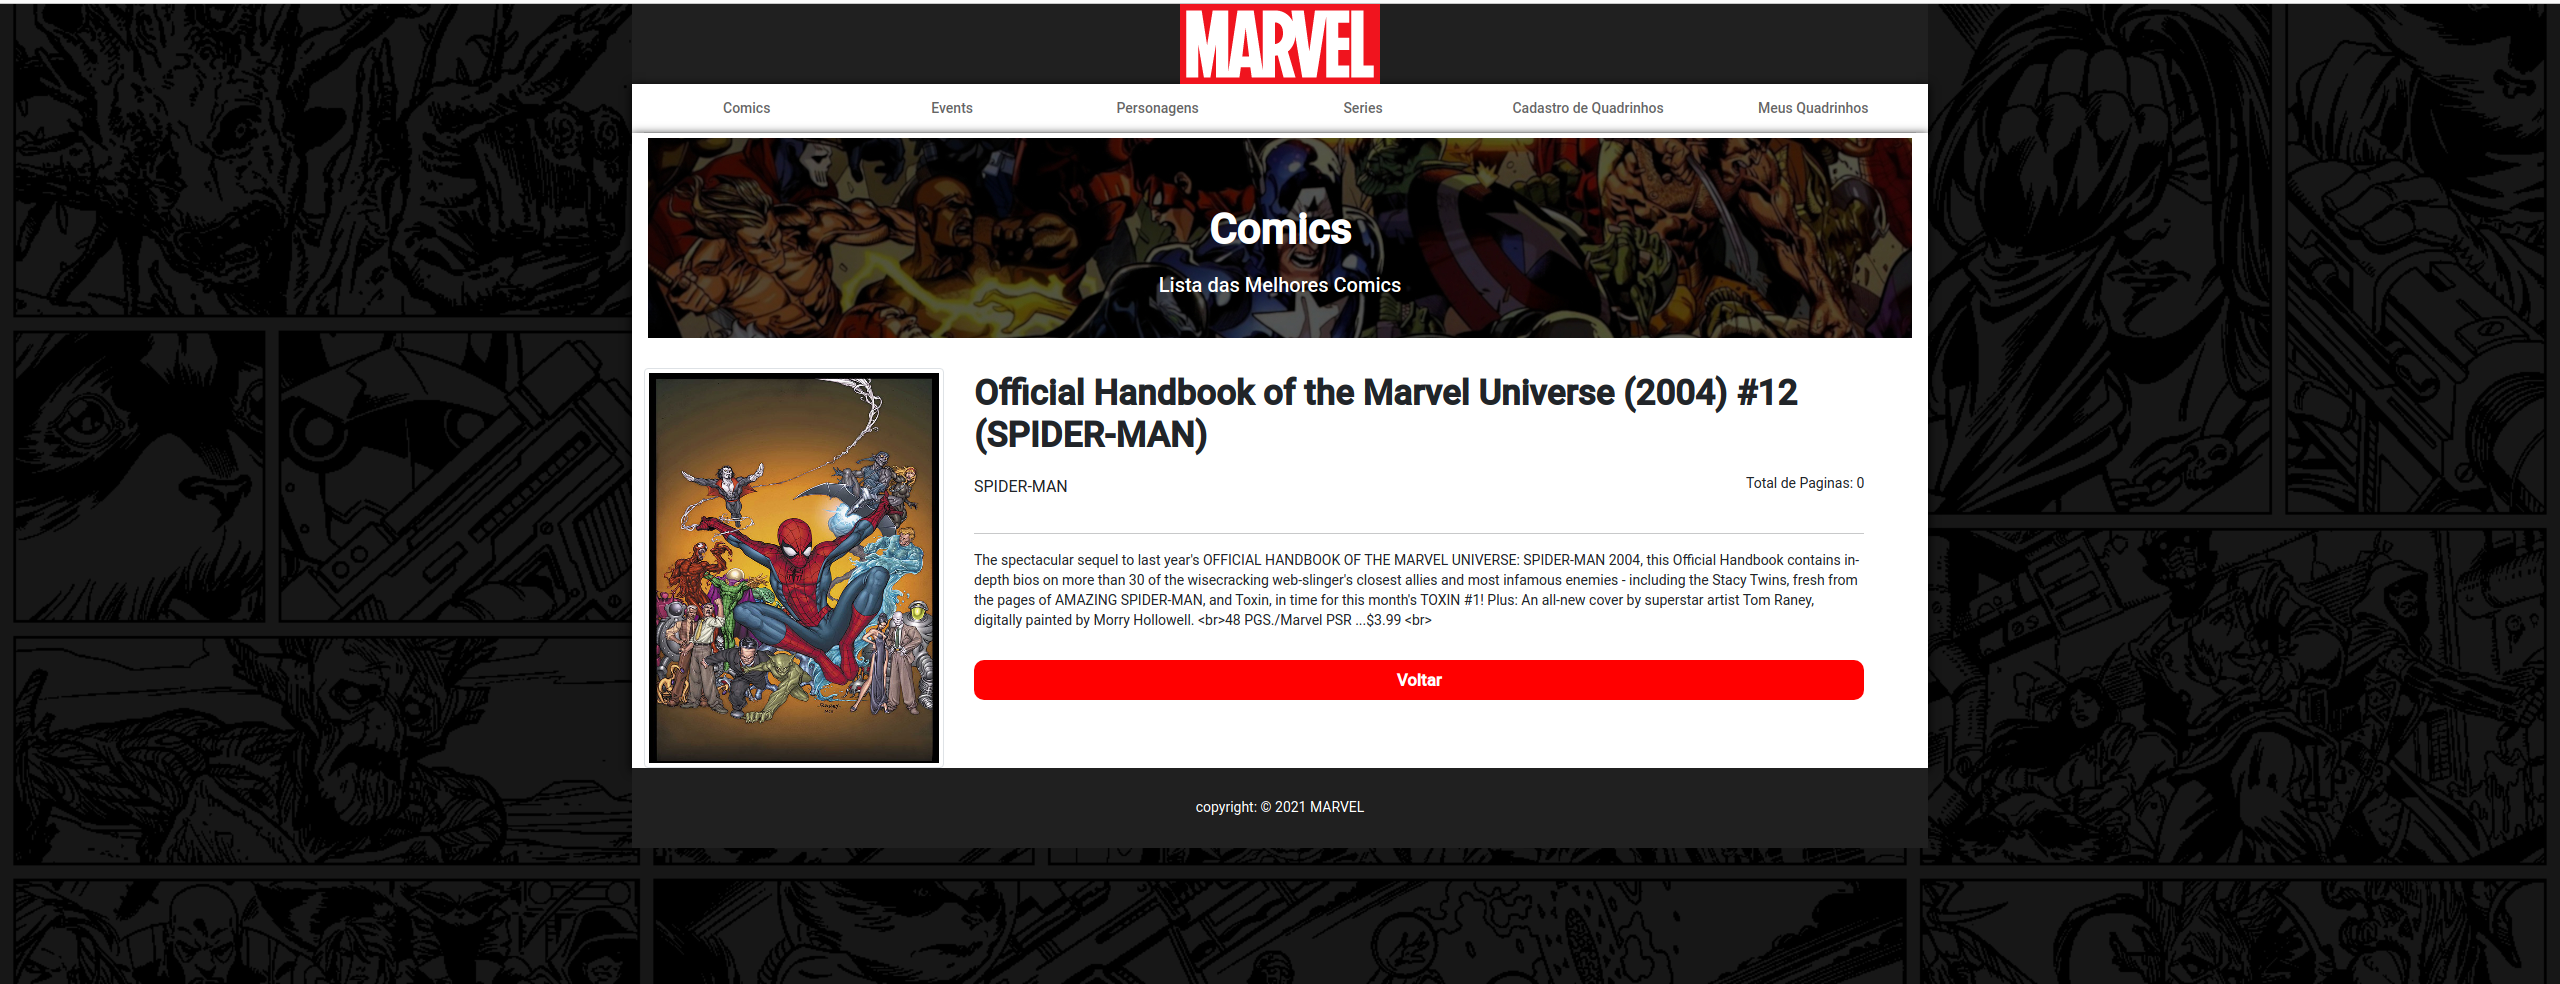 MARVEL
Comics
Events
Personagens
Series
Cadastro de Quadrinhos
Meus Quadrinhos
Comics
Lista das Melhores Comics
Official Handbook of the Marvel Universe (2004) #12
(SPIDER-MAN)
SPIDER-MAN
Total de Paginas: 0
The spectacular sequel to last year's OFFICIAL HANDBOOK OF THE MARVEL UNIVERSE: SPIDER-MAN 2004, this Official Handbook contains in-
depth bios on more than 30 of the wisecracking web-slinger's closest allies and most infamous enemies - including the Stacy Twins, fresh from
the pages of AMAZING SPIDER-MAN, and Toxin, in time for this month's TOXIN #1! Plus: An all-new cover by superstar artist Tom Raney,
digitally painted by Morry Hollowell. <br>48 PGS./Marvel PSR ...$3.99 <br>
Voltar
copyright: © 2021 MARVEL